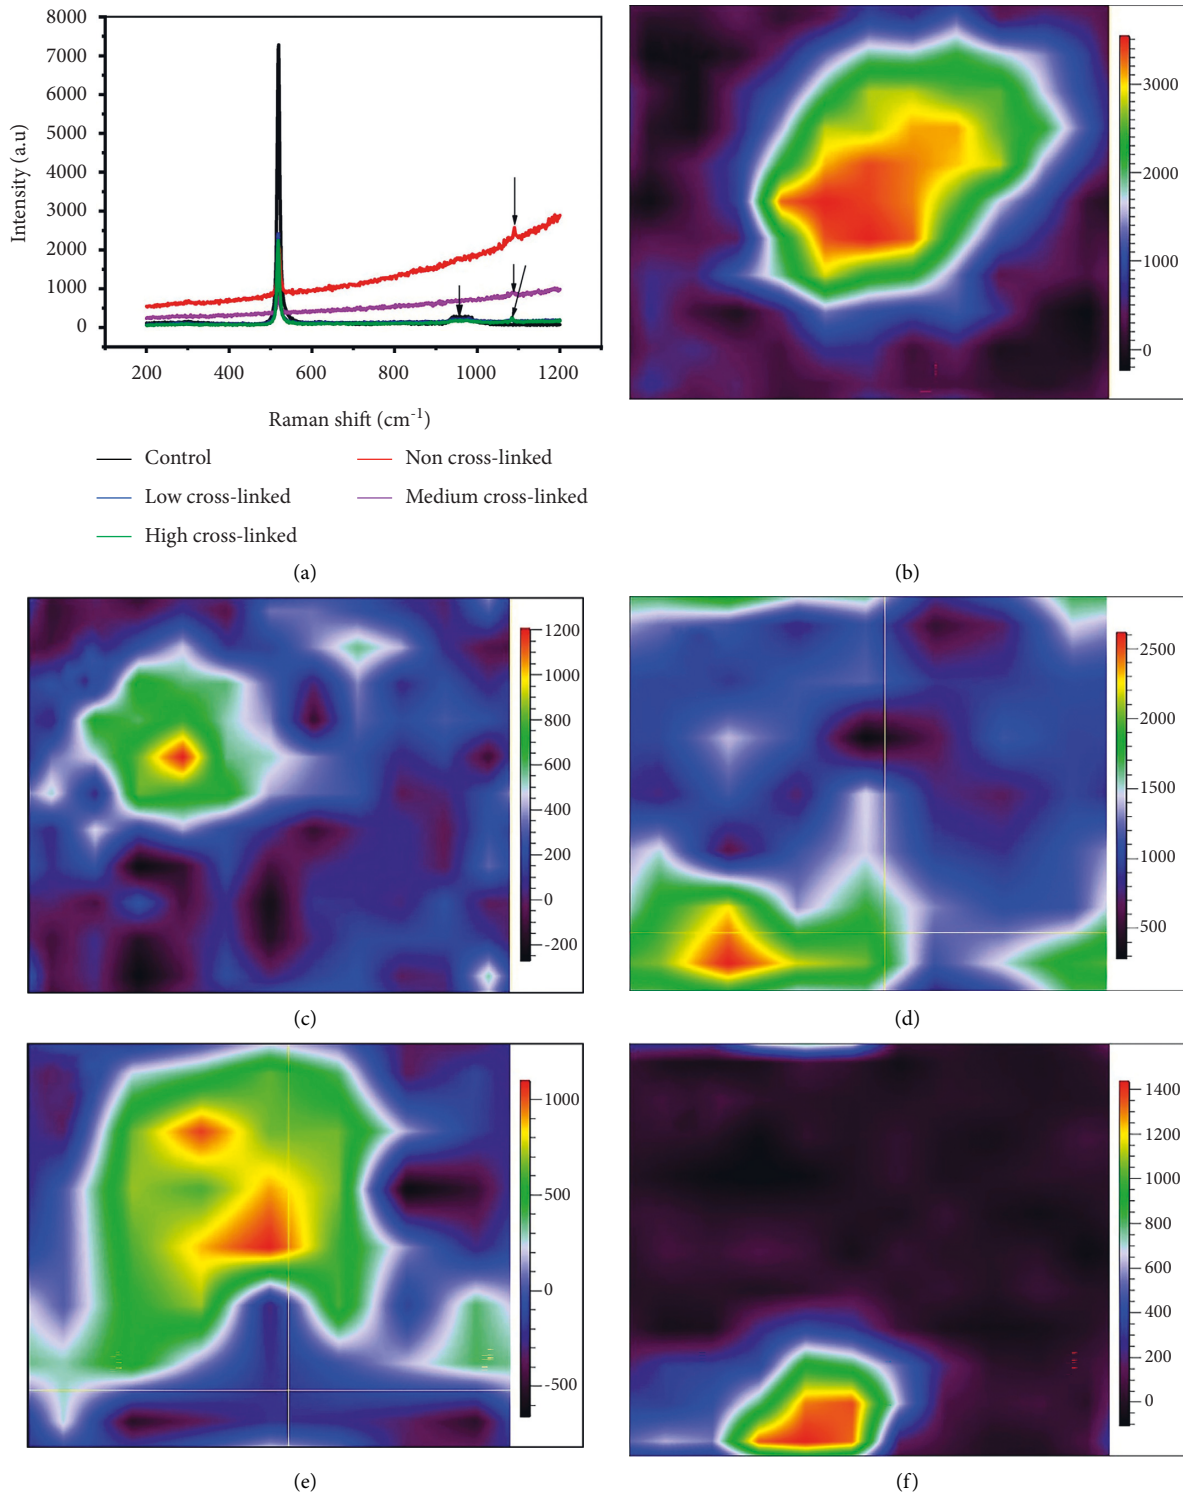 8000
7000
6000
5000
4000
3000
2000
1000
0
Intensity (a.u)
200 400 600 800 1000 1200
Raman shift (cm⁻¹)
Control
Non cross-linked
Low cross-linked
Medium cross-linked
High cross-linked
(a)
3000
2000
1000
0
(b)
1200
1000
800
600
400
200
0
-200
(c)
2500
2000
1500
1000
500
(d)
1000
500
0
-500
(e)
1400
1200
1000
800
600
400
200
0
(f)